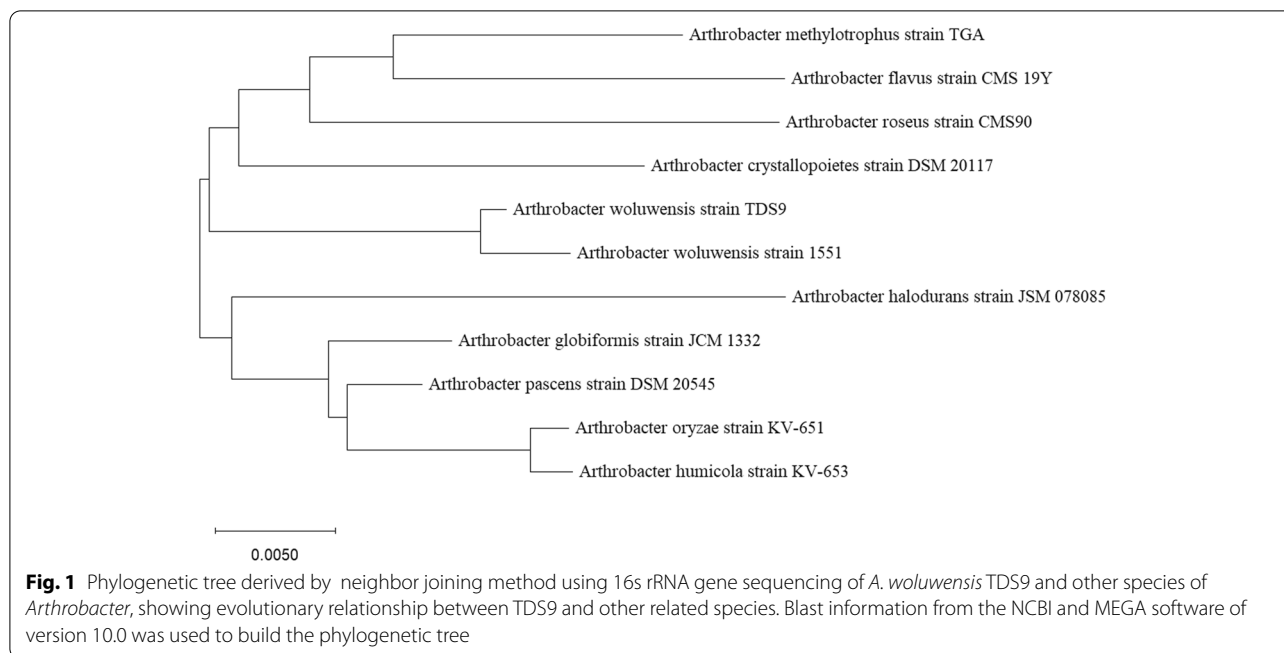 Arthrobacter methylotrophus strain TGA
Arthrobacter flavus strain CMS 19Y
Arthrobacter roseus strain CMS90
Arthrobacter crystallopoietes strain DSM 20117
Arthrobacter woluwensis strain TDS9
Arthrobacter woluwensis strain 1551
Arthrobacter halodurans strain JSM 078085
Arthrobacter globiformis strain JCM 1332
Arthrobacter pascens strain DSM 20545
Arthrobacter oryzae strain KV-651
Arthrobacter humicola strain KV-653
0.0050
Fig. 1 Phylogenetic tree derived by neighbor joining method using 16s rRNA gene sequencing of A. woluwensis TDS9 and other species of
Arthrobacter, showing evolutionary relationship between TDS9 and other related species. Blast information from the NCBI and MEGA software of
version 10.0 was used to build the phylogenetic tree